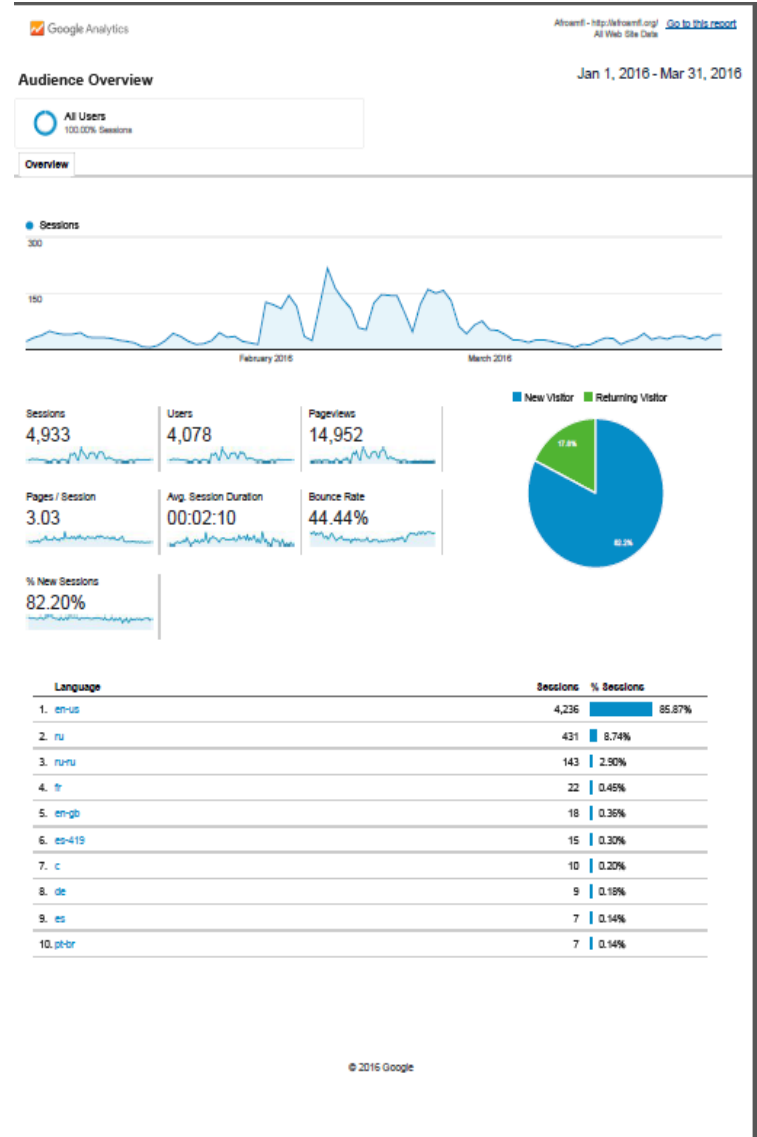 Google Analytics
Afroamfl - http://afroamfl.org/ Go to this report
All Web Site Data
Audience Overview
Jan 1, 2016 - Mar 31, 2016
All Users
100.00% Sessions
Overview
Sessions
300
150
February 2016
March 2016
New Visitor Returning Visitor
Sessions
4,933
Users
4,078
Pageviews
14,952
17.8%
82.2%
Pages / Session
3.03
Avg. Session Duration
00:02:10
Bounce Rate
44.44%
% New Sessions
82.20%
Language Sessions % Sessions
1. en-us 4,236 85.87%
2. ru 431 8.74%
3. ru-ru 143 2.90%
4. fr 22 0.45%
5. en-gb 18 0.36%
6. es-419 15 0.30%
7. c 10 0.20%
8. de 9 0.18%
9. es 7 0.14%
10. pt-br 7 0.14%
© 2016 Google